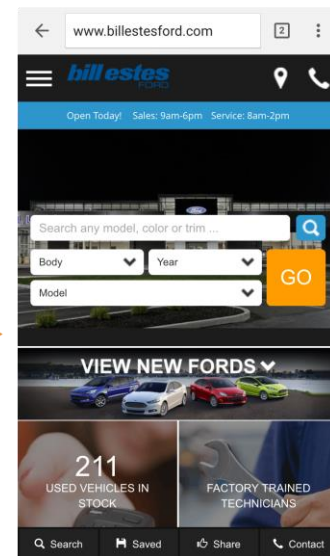 www.billestesford.com
2
bill estes
FORD
Open Today! Sales: 9am-6pm Service: 8am-2pm
Ford
Search any model, color or trim ...
Body
Year
Model
GO
VIEW NEW FORDS
211
USED VEHICLES IN
STOCK
FACTORY TRAINED
TECHNICIANS
Search
Saved
Share
Contact